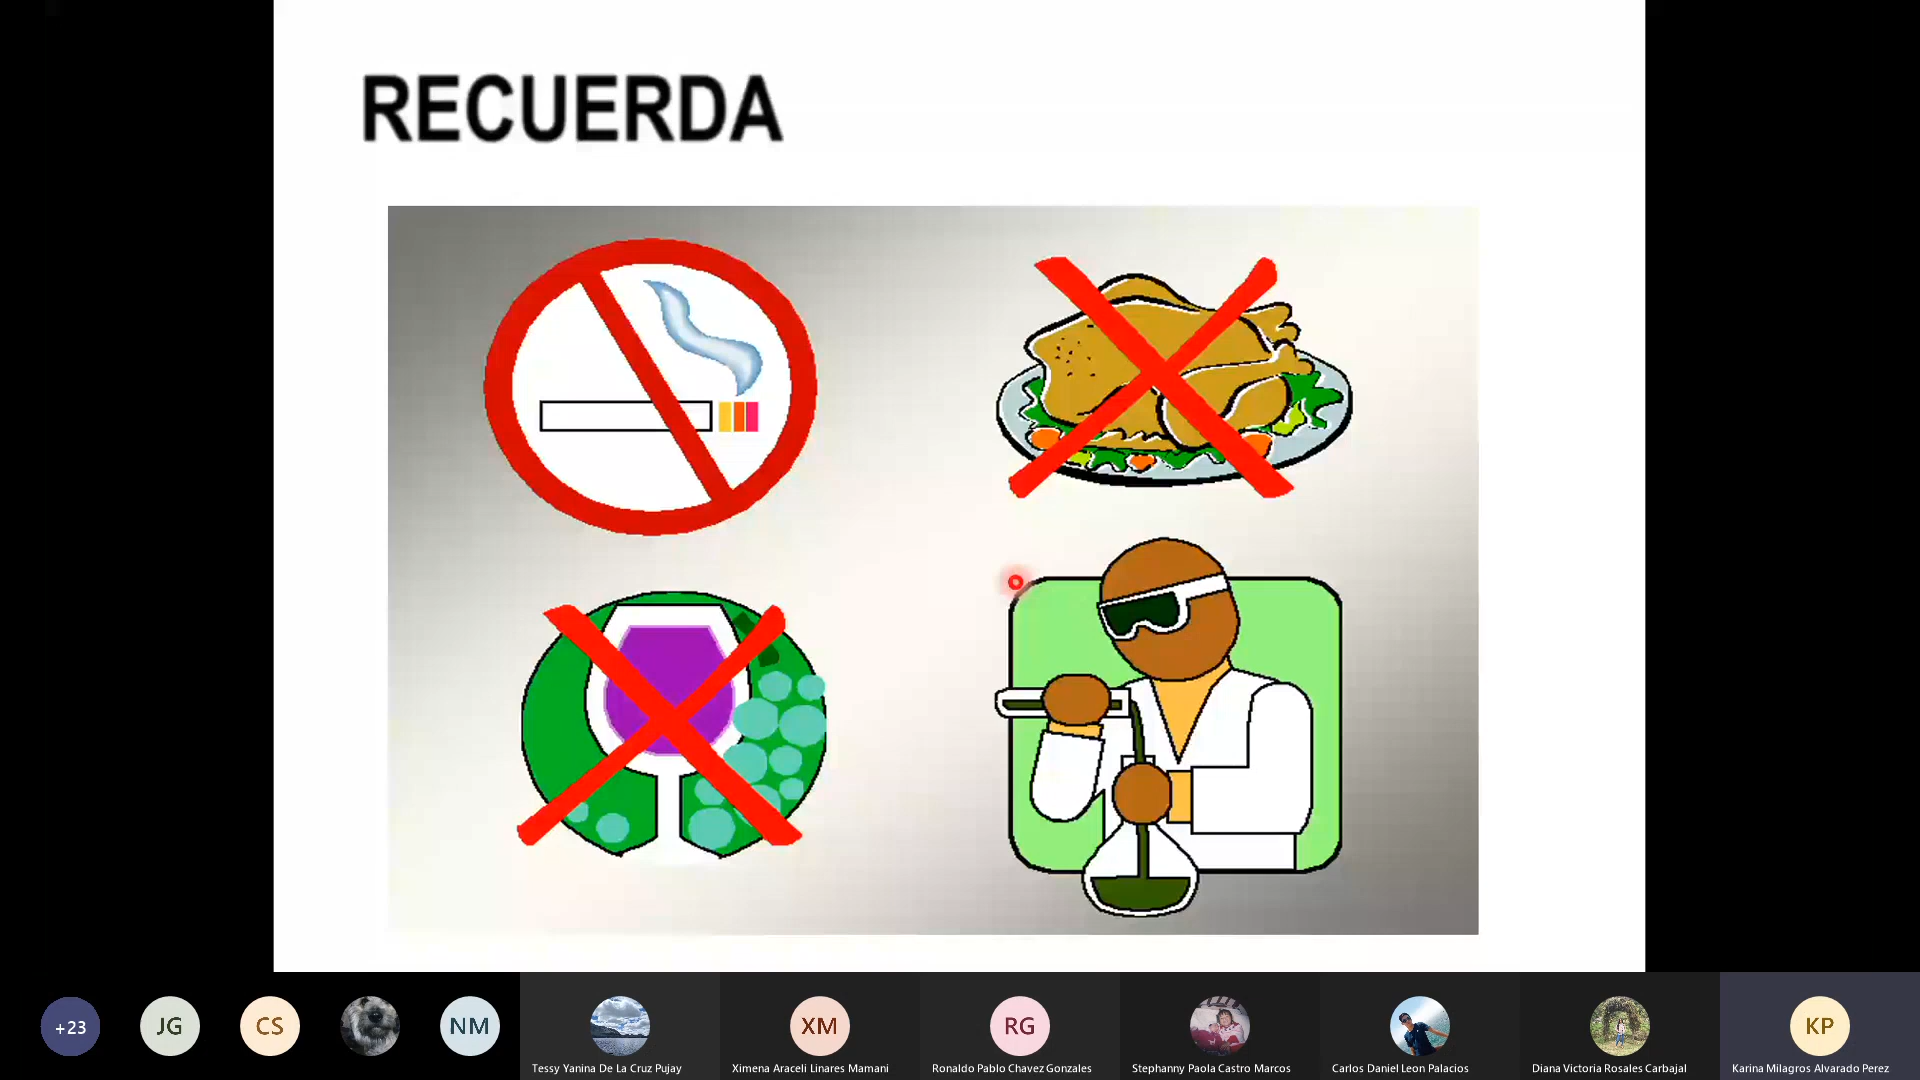 RECUERDA
+23
JG
CS
NM
XM
RG
KP
Tessy Yanina De La Cruz Pujay
Ximena Araceli Linares Mamani
Ronaldo Pablo Chavez Gonzales
Stephanny Paola Castro Marcos
Carlos Daniel Leon Palacios
Diana Victoria Rosales Carbajal
Karina Milagros Alvarado Perez